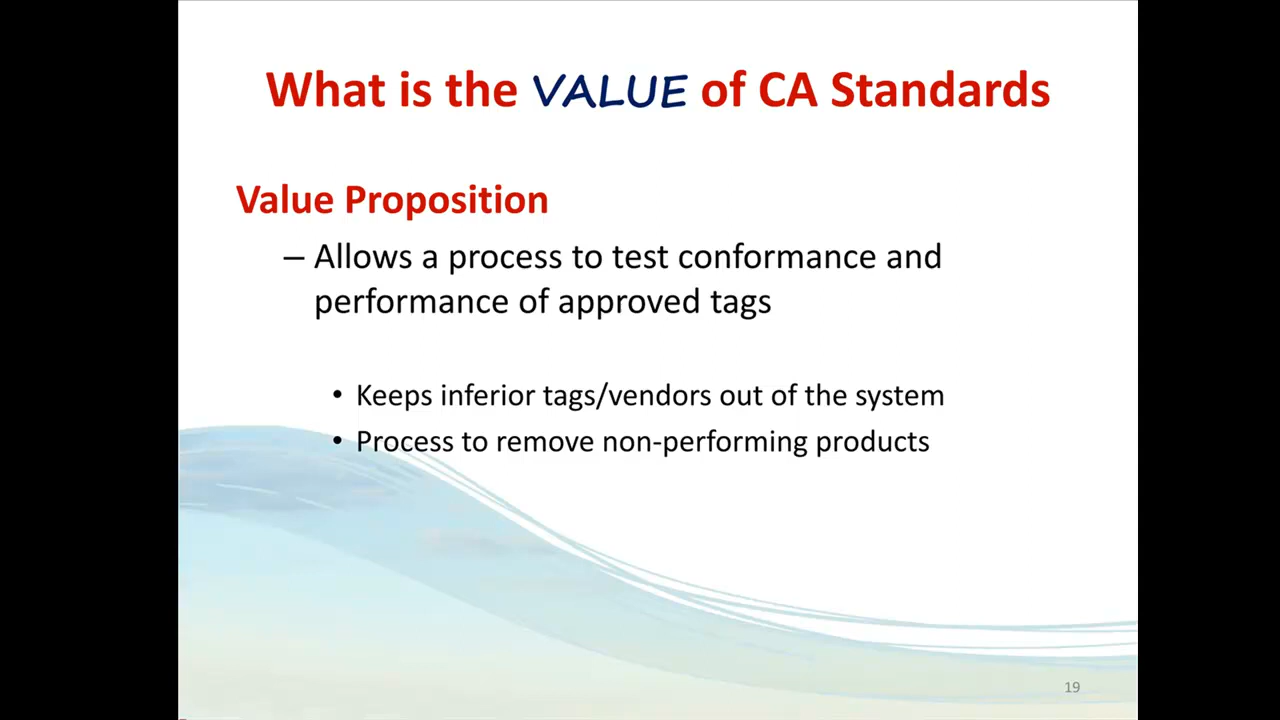 What is the VALUE of CA Standards
Value Proposition
– Allows a process to test conformance and
performance of approved tags
• Keeps inferior tags/vendors out of the system
• Process to remove non-performing products
19